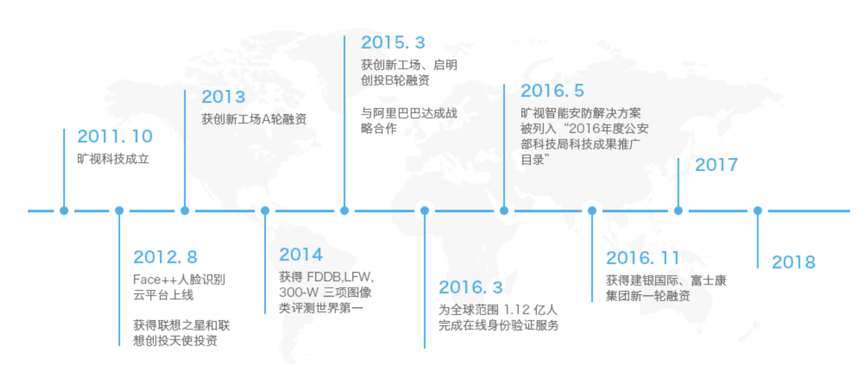 2011. 10
旷视科技成立
2012. 8
Face++人脸识别
云平台上线
获得联想之星和联
想创投天使投资
2013
获创新工场A轮融资
2014
获得 FDDB,LFW,
300-W 三项图像
类评测世界第一
2015. 3
获创新工场、启明
创投B轮融资
与阿里巴巴达成战
略合作
2016. 3
为全球范围 1.12 亿人
完成在线身份验证服务
2016. 5
旷视智能安防解决方案
被列入“2016年度公安
部科技局科技成果推广
目录”
2016. 11
获得建银国际、富士康
集团新一轮融资
2017
2018